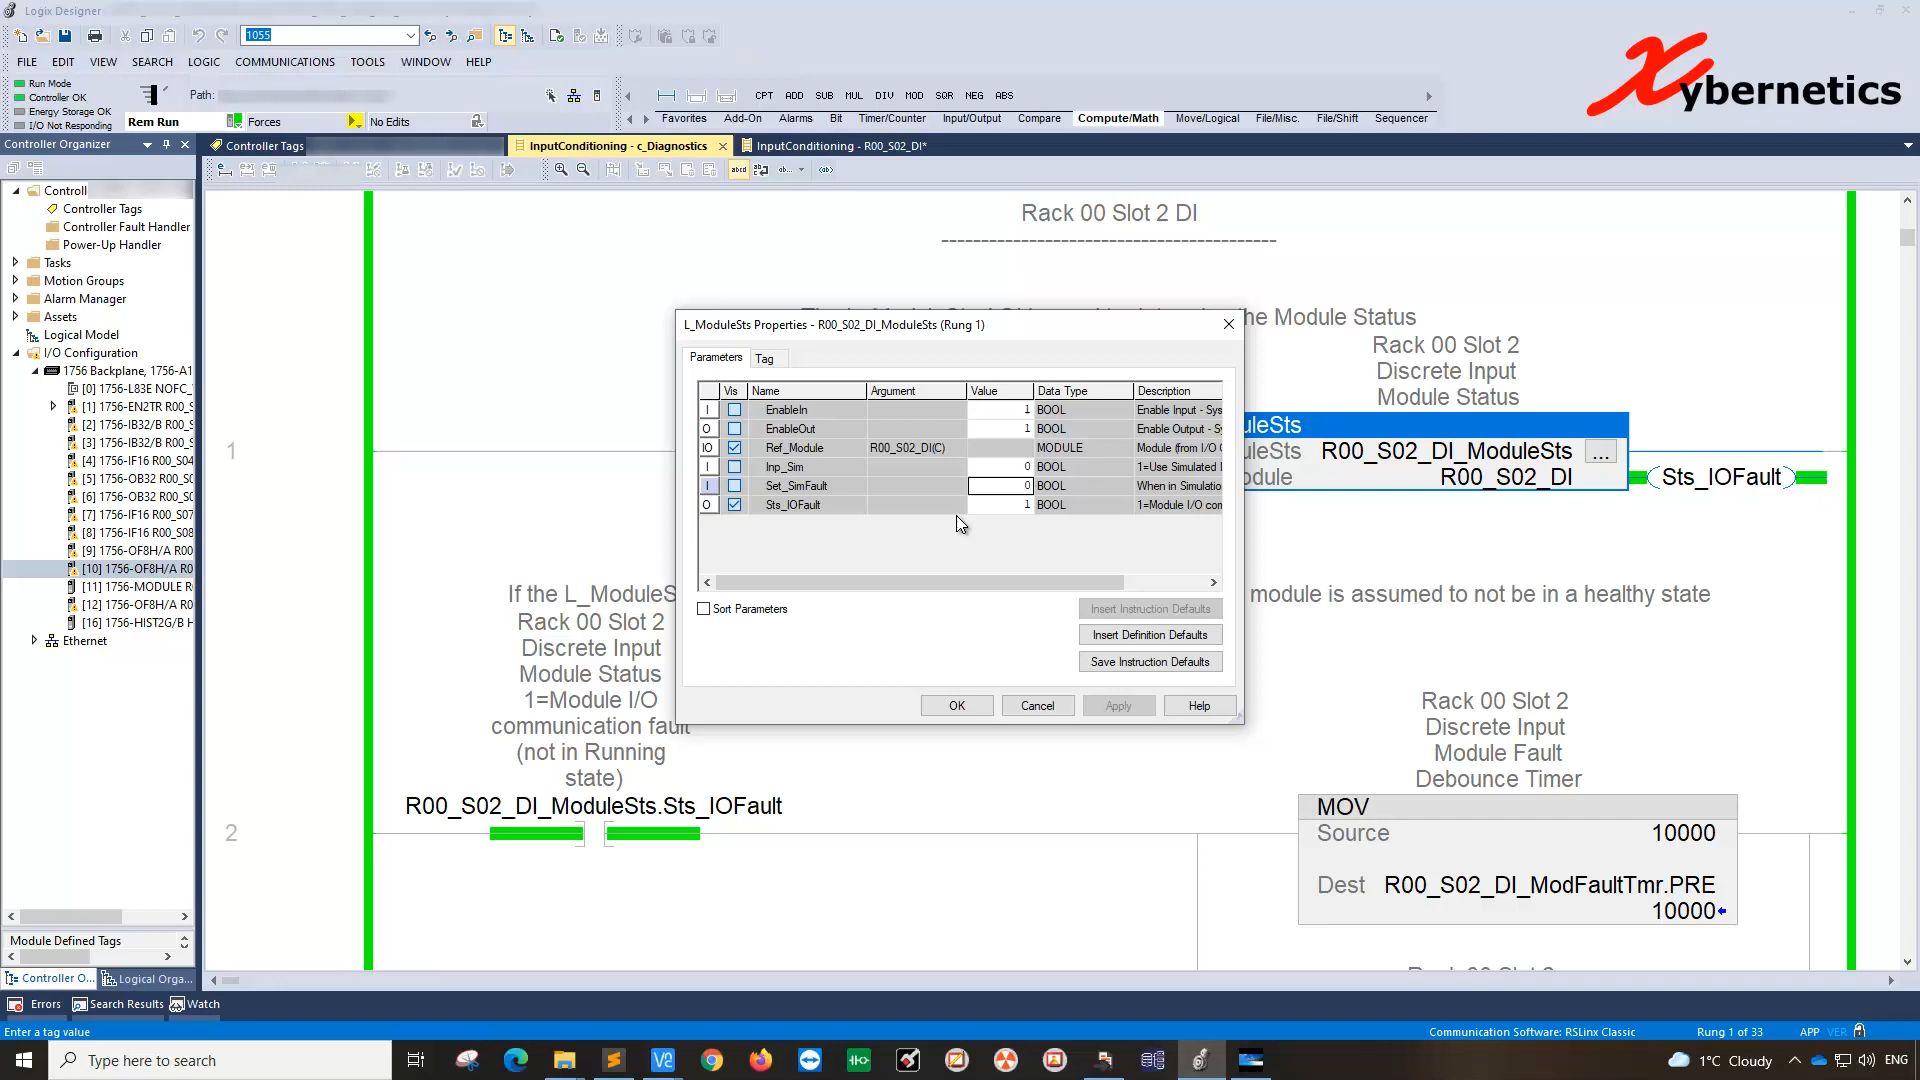 Logix Designer
1055
FILE EDIT VIEW SEARCH LOGIC COMMUNICATIONS TOOLS WINDOW HELP
Xybernetics
Run Mode
Controller OK
Energy Storage OK
I/O Not Responding
Path:
Rem Run
Forces
No Edits
CPT ADD SUB MUL DIV MOD SQR NEG ABS
Favorites Add-On Alarms Bit Timer/Counter Input/Output Compare Compute/Math Move/Logical File/Misc. File/Shift Sequencer
Controller Organizer
Controller Tags
InputConditioning - c_Diagnostics
InputConditioning - R00_S02_DI*
Controll
Controller Tags
Controller Fault Handler
Power-Up Handler
Tasks
Motion Groups
Alarm Manager
Assets
Logical Model
I/O Configuration
1756 Backplane, 1756-A1
[0] 1756-L83E NOFC_
[1] 1756-EN2TR R00_S
[2] 1756-IB32/B R00_S
[3] 1756-IB32/B R00_S
[4] 1756-IF16 R00_S04
[5] 1756-OB32 R00_S
[6] 1756-OB32 R00_S
[7] 1756-IF16 R00_S07
[8] 1756-IF16 R00_S08
[9] 1756-OF8H/A R00
[10] 1756-OF8H/A R0
[11] 1756-MODULE R
[12] 1756-OF8H/A R0
[16] 1756-HIST2G/B H
Ethernet
Module Defined Tags
Controller O...
Logical Orga...
Rack 00 Slot 2 DI
----------------------------------------
he Module Status
Rack 00 Slot 2
Discrete Input
Module Status
uleSts
uleSts R00_S02_DI_ModuleSts ...
odule R00_S02_DI
Sts_IOFault
1
L_ModuleSts Properties - R00_S02_DI_ModuleSts (Rung 1)
Parameters Tag
Vis Name Argument Value Data Type Description
I EnableIn 1 BOOL Enable Input - Sys
O EnableOut 1 BOOL Enable Output - Sy
IO Ref_Module R00_S02_DI(C) MODULE Module (from I/O C
I Inp_Sim 0 BOOL 1=Use Simulated I
I Set_SimFault 0 BOOL When in Simulatio
O Sts_IOFault 1 BOOL 1=Module I/O com
Sort Parameters
Insert Instruction Defaults
Insert Definition Defaults
Save Instruction Defaults
OK Cancel Apply Help
If the L_ModuleS
module is assumed to not be in a healthy state
Rack 00 Slot 2
Discrete Input
Module Status
1=Module I/O
communication fault
(not in Running
state)
R00_S02_DI_ModuleSts.Sts_IOFault
2
Rack 00 Slot 2
Discrete Input
Module Fault
Debounce Timer
MOV
Source 10000
Dest R00_S02_DI_ModFaultTmr.PRE
10000
Errors Search Results Watch
Enter a tag value
Communication Software: RSLinx Classic
Rung 1 of 33
APP VER
Type here to search
1°C Cloudy
ENG